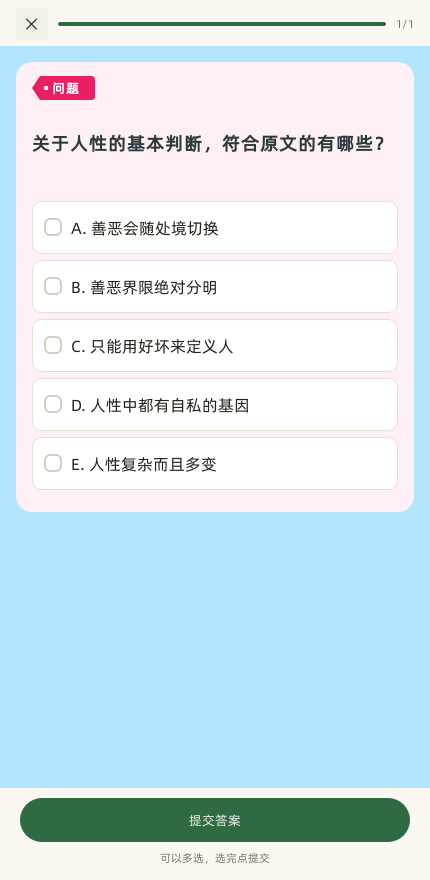 1/1
• 问题
关于人性的基本判断，符合原文的有哪些？
A. 善恶会随处境切换
B. 善恶界限绝对分明
C. 只能用好坏来定义人
D. 人性中都有自私的基因
E. 人性复杂而且多变
提交答案
可以多选，选完点提交